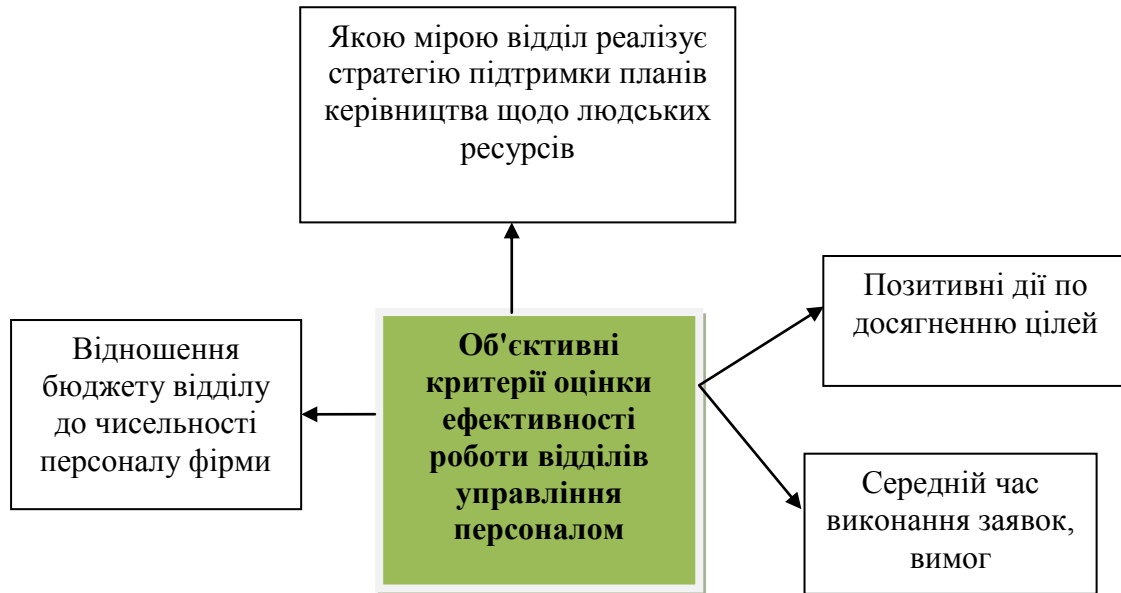 Якою мірою відділ реалізує
стратегію підтримки планів
керівництва щодо людських
ресурсів
Позитивні дії по
досягненню цілей
Відношення
бюджету відділу
до чисельності
персоналу фірми
Об'єктивні
критерії оцінки
ефективності
роботи відділів
управління
персоналом
Середній час
виконання заявок,
вимог